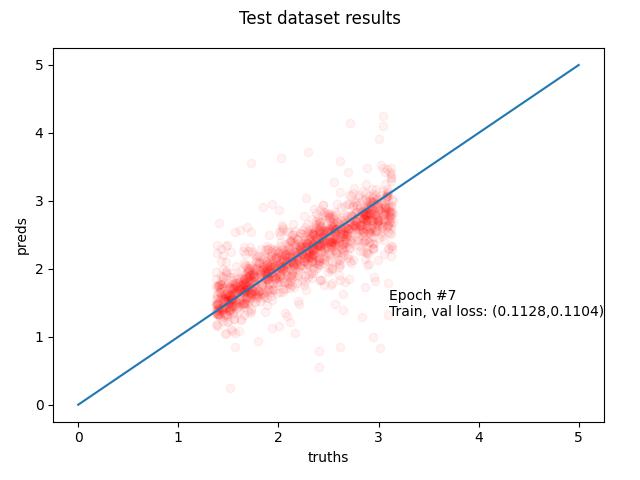 Test dataset results
5
4
3
2
1
0
preds
Epoch #7
Train, val loss: (0.1128,0.1104)
0 1 2 3 4 5
truths